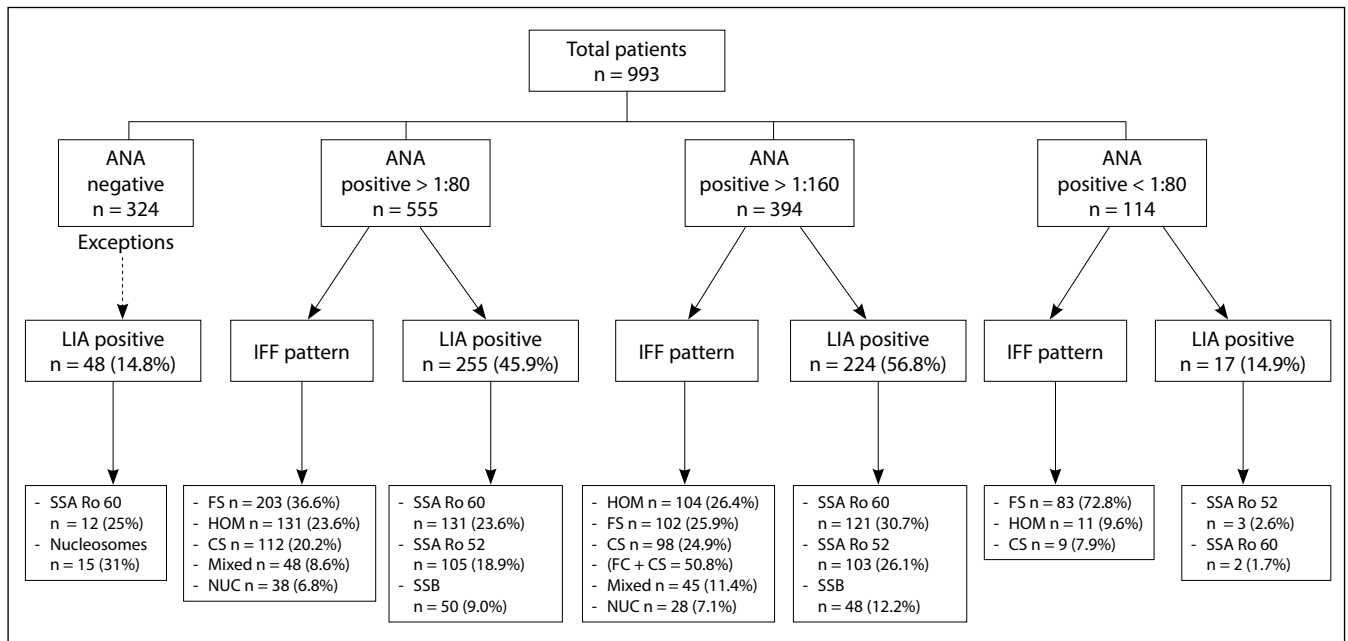 Total patients
n = 993
ANA
negative
n = 324
ANA
positive > 1:80
n = 555
ANA
positive > 1:160
n = 394
ANA
positive < 1:80
n = 114
Exceptions
LIA positive
n = 48 (14.8%)
IFF pattern
LIA positive
n = 255 (45.9%)
IFF pattern
LIA positive
n = 224 (56.8%)
IFF pattern
LIA positive
n = 17 (14.9%)
- SSA Ro 60
n = 12 (25%)
- Nucleosomes
n = 15 (31%)
- FS n = 203 (36.6%)
- HOM n = 131 (23.6%)
- CS n = 112 (20.2%)
- Mixed n = 48 (8.6%)
- NUC n = 38 (6.8%)
- SSA Ro 60
n = 131 (23.6%)
- SSA Ro 52
n = 105 (18.9%)
- SSB
n = 50 (9.0%)
- HOM n = 104 (26.4%)
- FS n = 102 (25.9%)
- CS n = 98 (24.9%)
- (FC + CS = 50.8%)
- Mixed n = 45 (11.4%)
- NUC n = 28 (7.1%)
- SSA Ro 60
n = 121 (30.7%)
- SSA Ro 52
n = 103 (26.1%)
- SSB
n = 48 (12.2%)
- FS n = 83 (72.8%)
- HOM n = 11 (9.6%)
- CS n = 9 (7.9%)
- SSA Ro 52
n = 3 (2.6%)
- SSA Ro 60
n = 2 (1.7%)